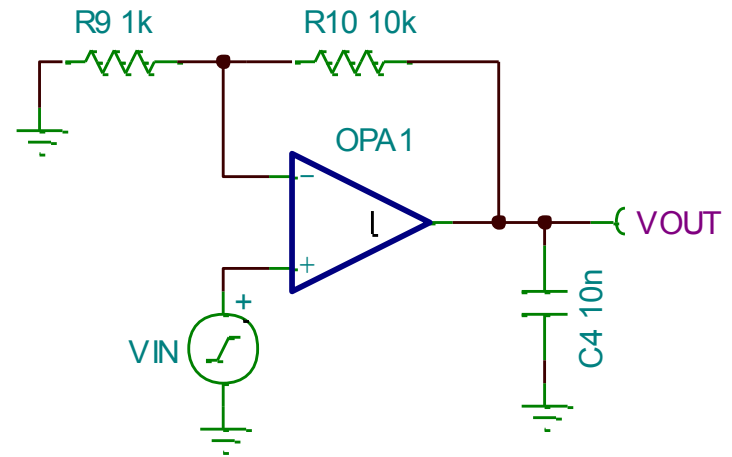 R9 1k
R10 10k
OPA1
−
I
+
VOUT
+
VIN
C4 10n